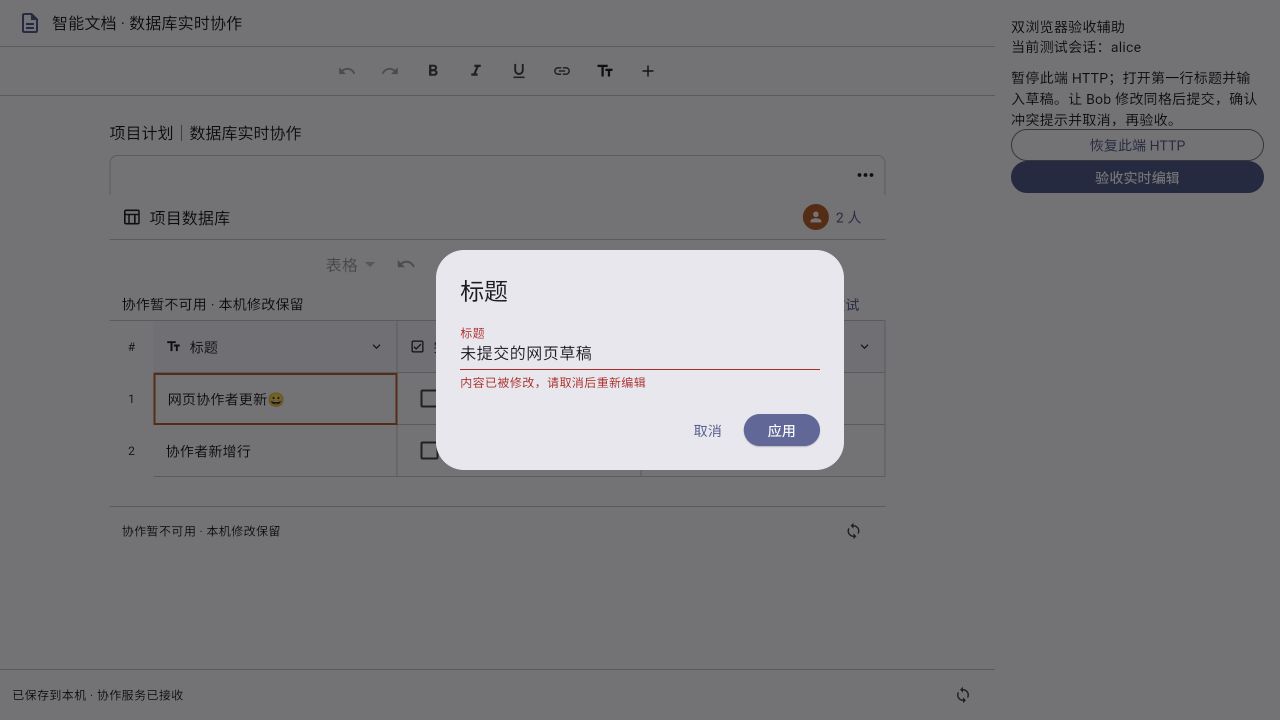 智能文档 · 数据库实时协作
项目计划｜数据库实时协作
项目数据库
2 人
表格
协作暂不可用 · 本机修改保留
试
#
标题
1
网页协作者更新😀
2
协作者新增行
协作暂不可用 · 本机修改保留
已保存到本机 · 协作服务已接收
标题
标题
未提交的网页草稿
内容已被修改，请取消后重新编辑
取消
应用
双浏览器验收辅助
当前测试会话：alice
暂停此端 HTTP；打开第一行标题并输
入草稿。让 Bob 修改同格后提交，确认
冲突提示并取消，再验收。
恢复此端 HTTP
验收实时编辑